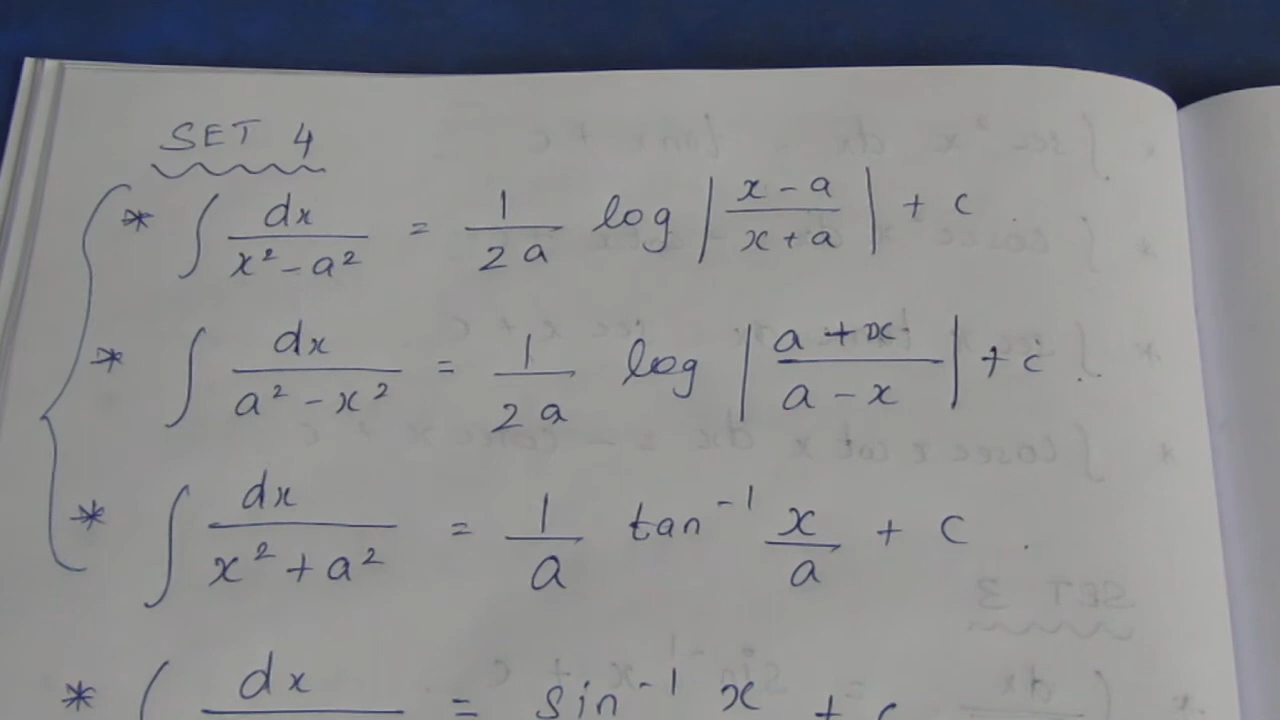 SET 4
* ∫ dx / x² - a² = 1 / 2a log | x - a / x + a | + c
* ∫ dx / a² - x² = 1 / 2a log | a + x / a - x | + c
* ∫ dx / x² + a² = 1 / a tan⁻¹ x / a + c
* ∫ dx = sin⁻¹ x + c